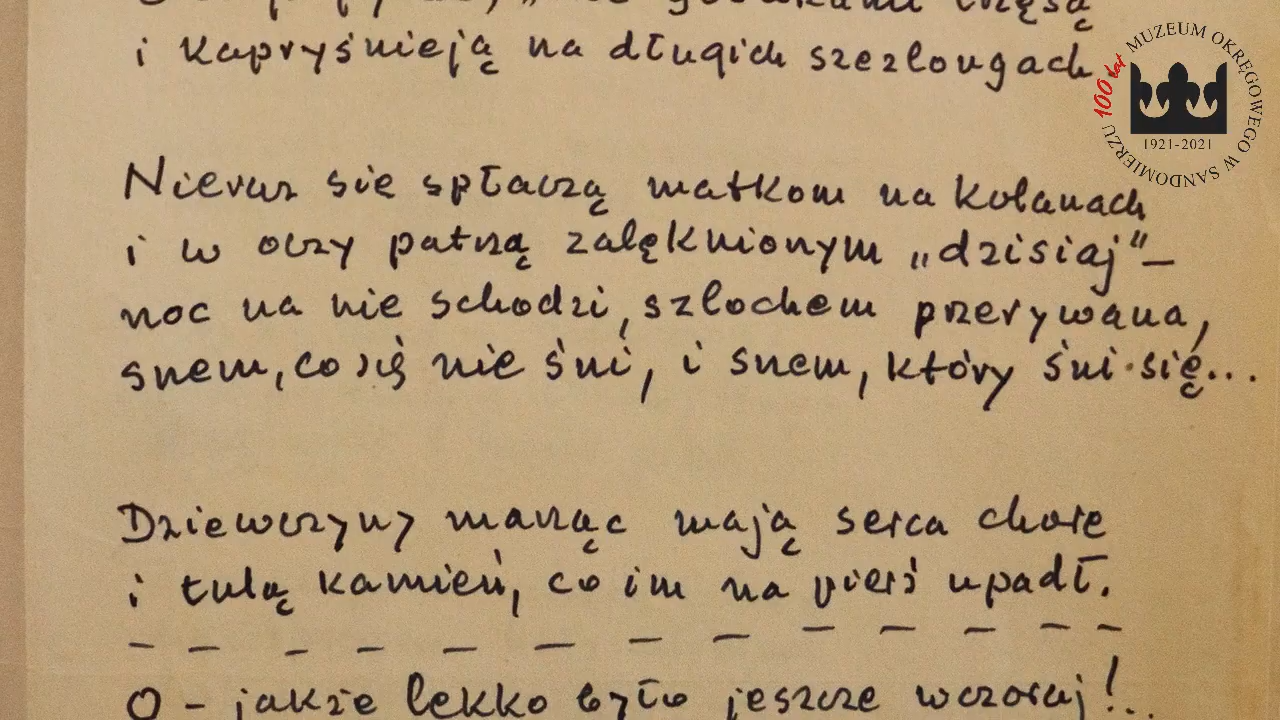 i kapryśnieją na długich szezlongach.
Nieraz się spłaczą matkom na kolanach
i w oczy patrzą zalęknionym „dzisiaj"—
noc na nie schodzi, szlochem przerywana,
snem, co się nie śni, i snem, który śni się...
Dziewczyny marząc mają serca chore
i tulą kamień, co im na pierś upadł.
— — — — — — — — — — — — —
O - jakże lekko było jeszcze wczoraj!..
100 lat MUZEUM OKRĘGOWEGO W SANDOMIERZU
1921-2021